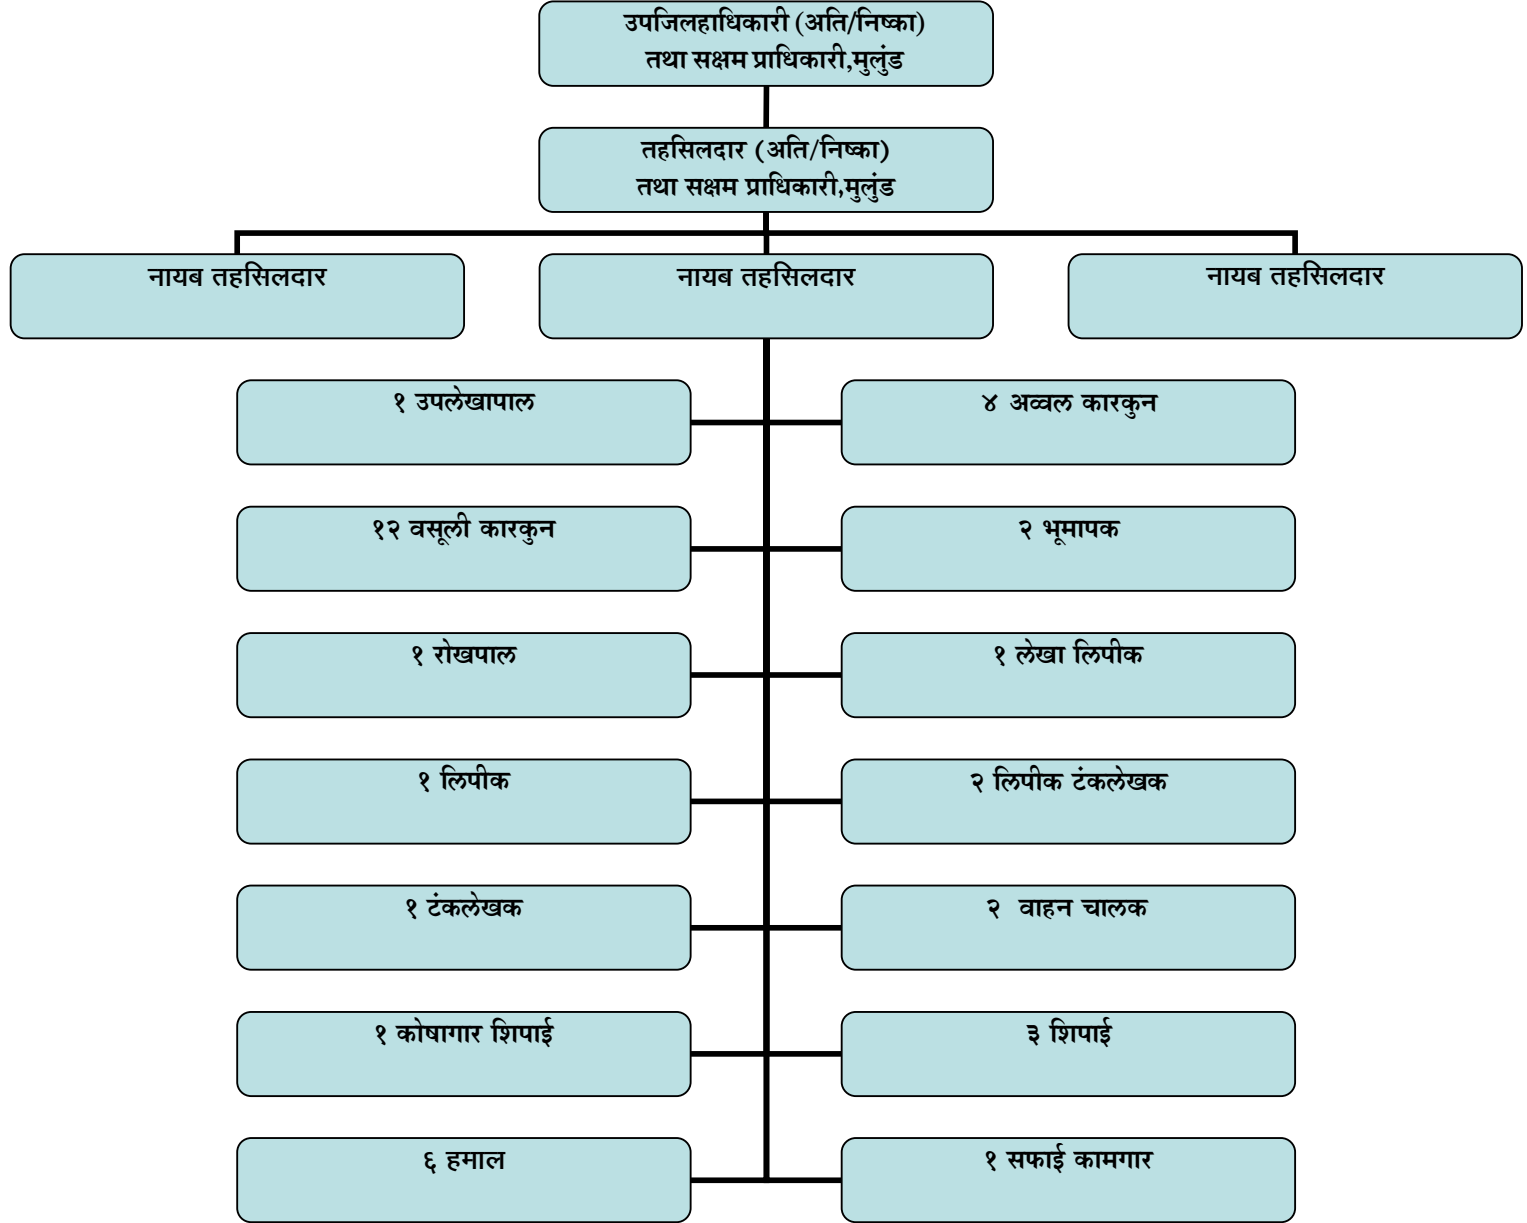 उपजिलहाधिकारी (अति/निष्का)
तथा सक्षम प्राधिकारी,मुलुंड
तहसिलदार (अति/निष्का)
तथा सक्षम प्राधिकारी,मुलुंड
नायब तहसिलदार
नायब तहसिलदार
नायब तहसिलदार
१ उपलेखापाल
४ अव्वल कारकुन
१२ वसूली कारकुन
२ भूमापक
१ रोखपाल
१ लेखा लिपीक
१ लिपीक
२ लिपीक टंकलेखक
१ टंकलेखक
२ वाहन चालक
१ कोषागार शिपाई
३ शिपाई
६ हमाल
१ सफाई कामगार